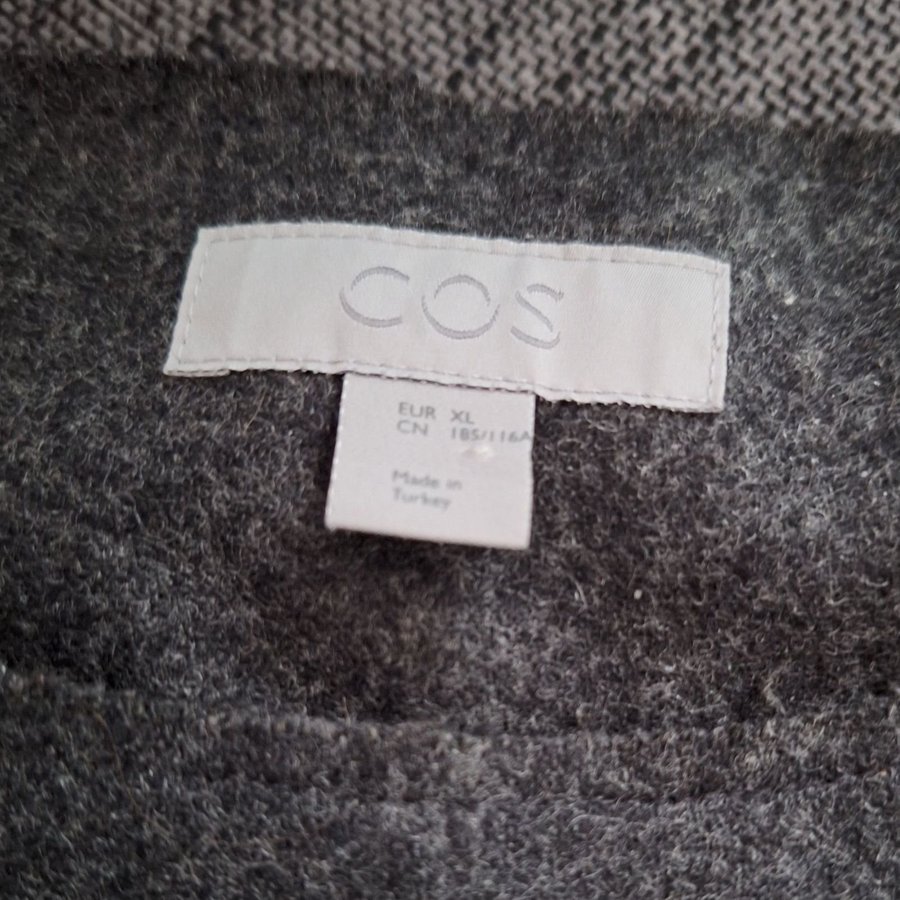 COS
EUR XL
CN 185/116A
Made in
Turkey